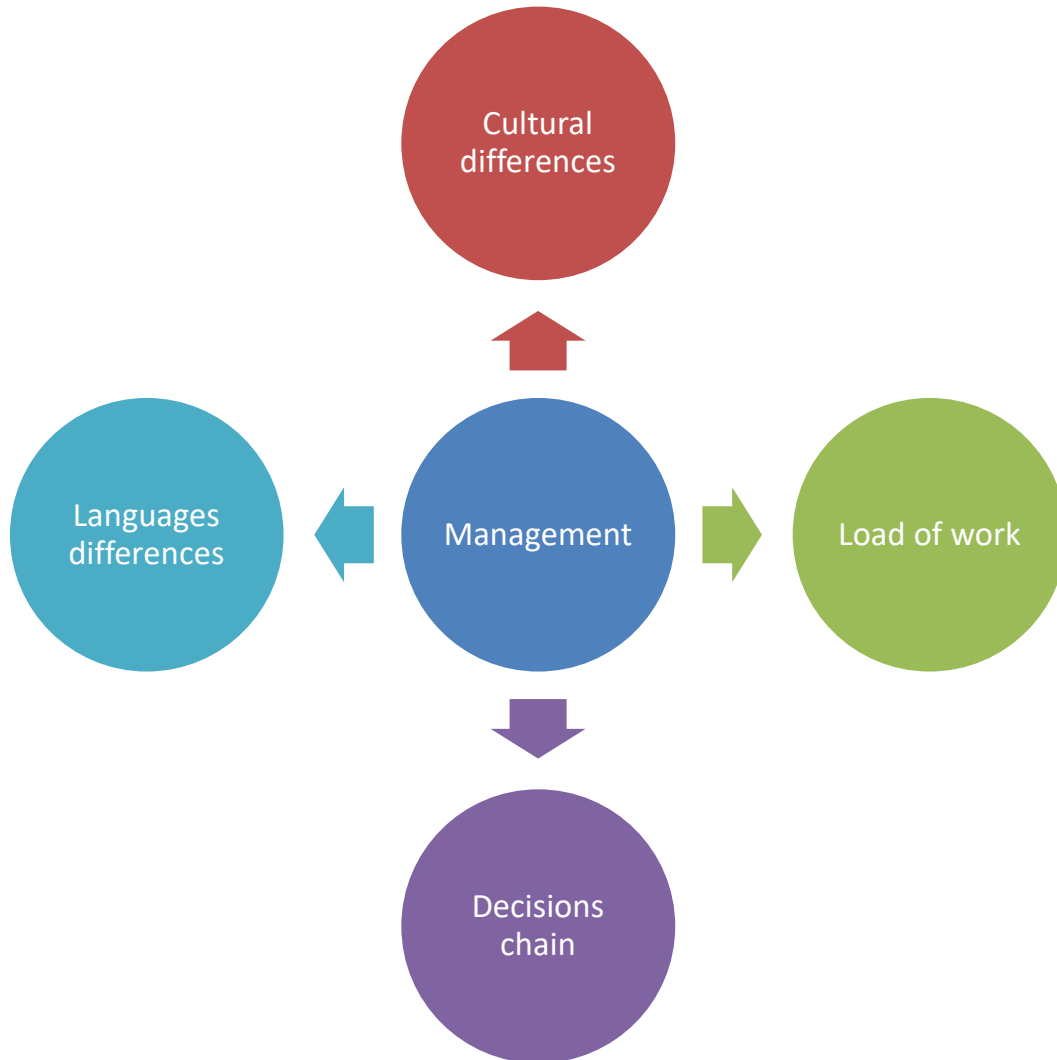 Cultural
differences
Languages
differences
Management
Load of work
Decisions
chain